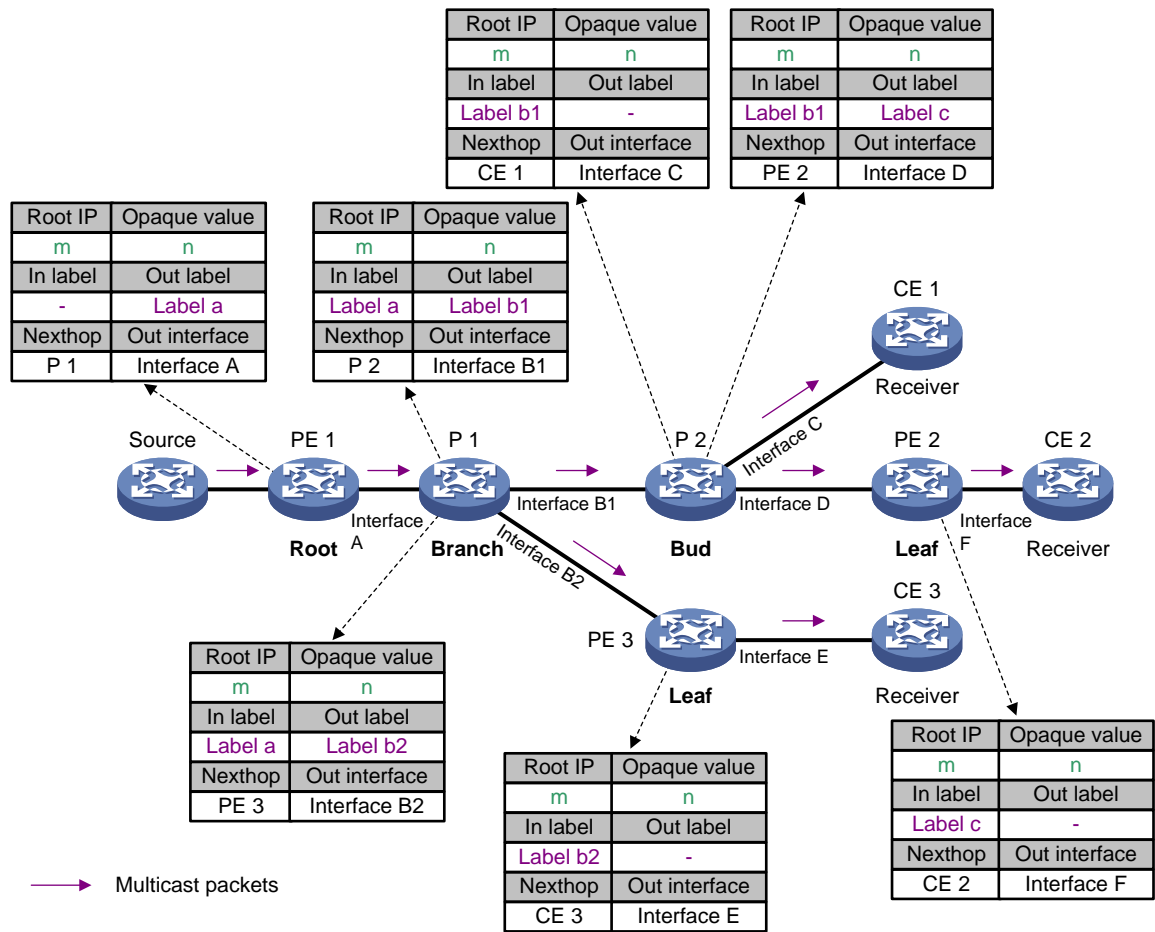 Root IP Opaque value
m n
In label Out label
Label b1 -
Nexthop Out interface
CE 1 Interface C
Root IP Opaque value
m n
In label Out label
Label b1 Label c
Nexthop Out interface
PE 2 Interface D
Root IP Opaque value
m n
In label Out label
- Label a
Nexthop Out interface
P 1 Interface A
Root IP Opaque value
m n
In label Out label
Label a Label b1
Nexthop Out interface
P 2 Interface B1
CE 1
Receiver
Source
PE 1
P 1
P 2
PE 2
CE 2
Interface C
Interface A
Interface B1
Interface D
Interface F
Root
Branch
Bud
Leaf
Receiver
Interface B2
CE 3
PE 3
Interface E
Leaf
Receiver
Root IP Opaque value
m n
In label Out label
Label a Label b2
Nexthop Out interface
PE 3 Interface B2
Root IP Opaque value
m n
In label Out label
Label b2 -
Nexthop Out interface
CE 3 Interface E
Root IP Opaque value
m n
In label Out label
Label c -
Nexthop Out interface
CE 2 Interface F
Multicast packets